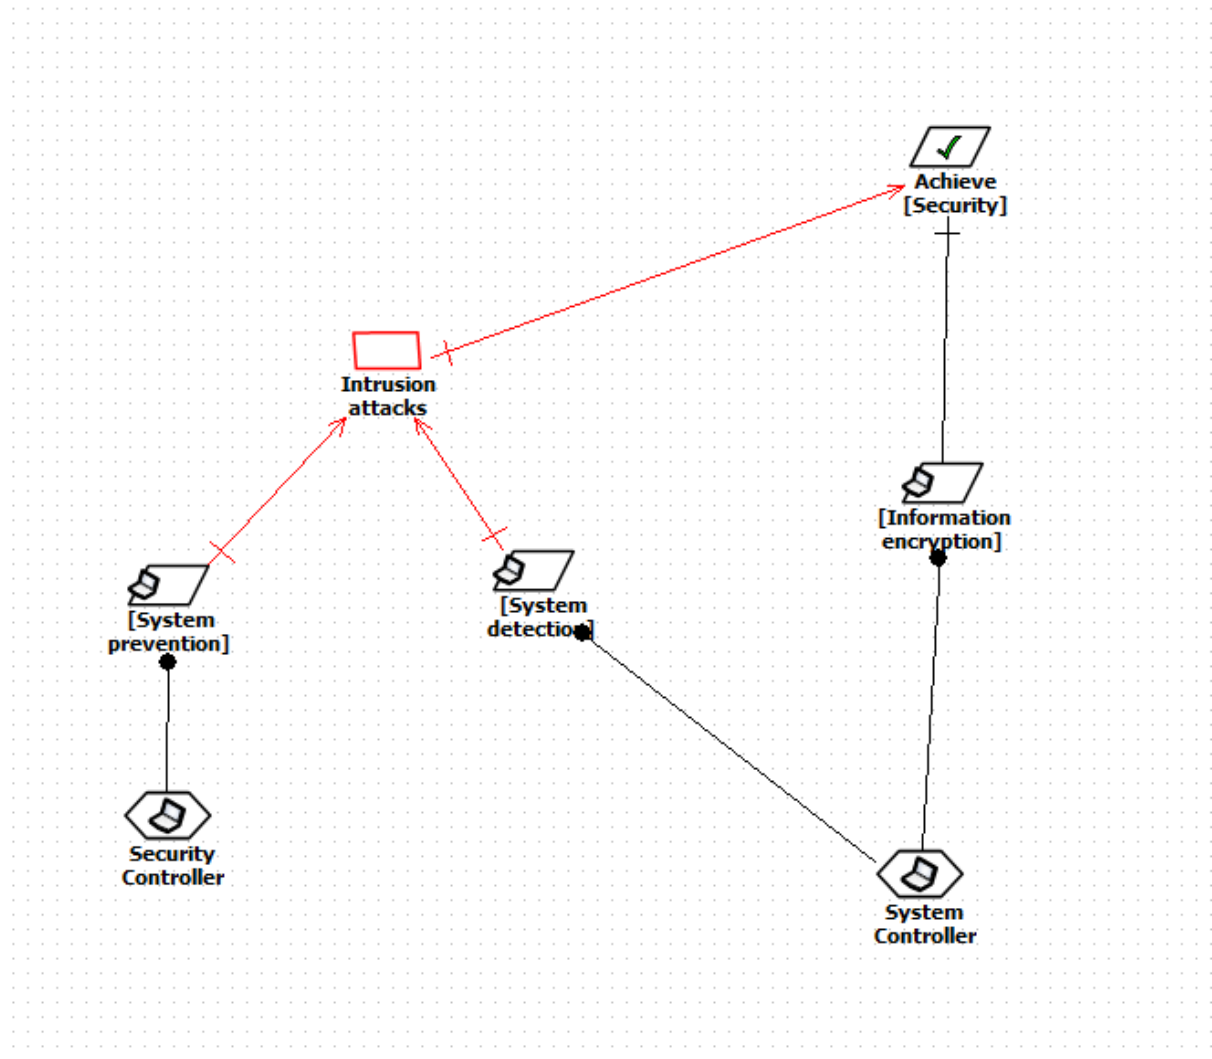 Achieve
[Security]
Intrusion
attacks
[Information
encryption]
[System
prevention]
[System
detection]
Security
Controller
System
Controller